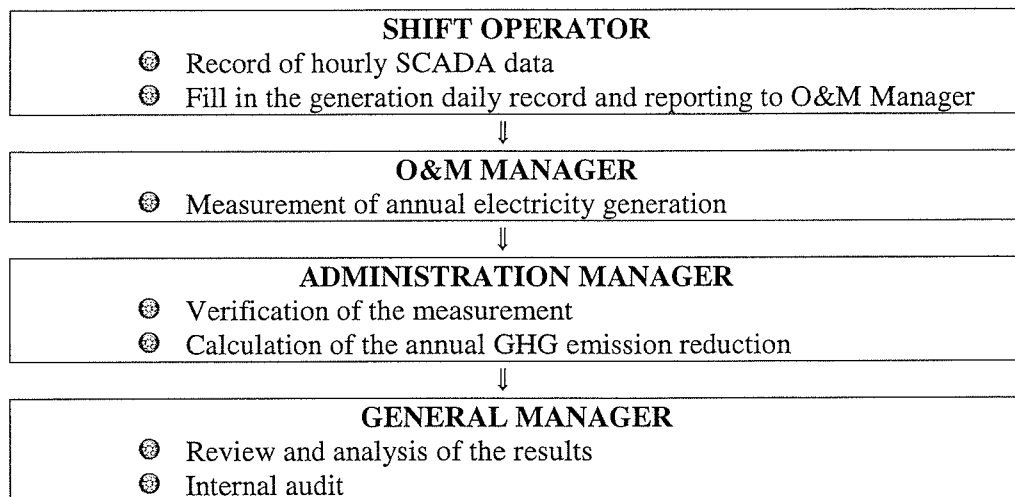 SHIFT OPERATOR
Record of hourly SCADA data
Fill in the generation daily record and reporting to O&M Manager
⇓
O&M MANAGER
Measurement of annual electricity generation
⇓
ADMINISTRATION MANAGER
Verification of the measurement
Calculation of the annual GHG emission reduction
⇓
GENERAL MANAGER
Review and analysis of the results
Internal audit